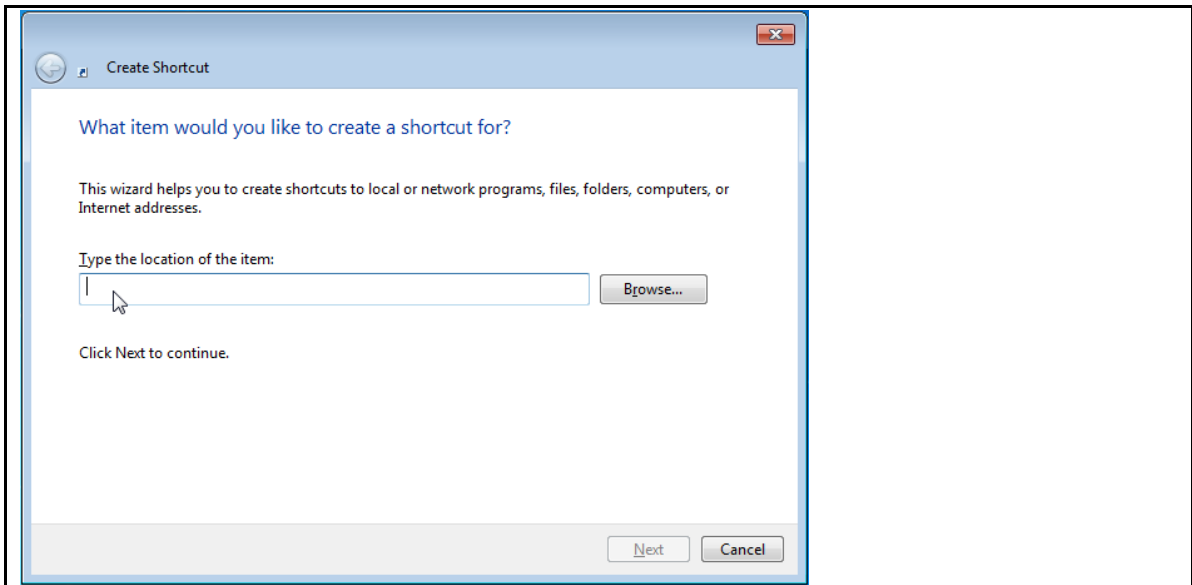 Create Shortcut
What item would you like to create a shortcut for?
This wizard helps you to create shortcuts to local or network programs, files, folders, computers, or
Internet addresses.
Type the location of the item:
Browse...
Click Next to continue.
Next Cancel